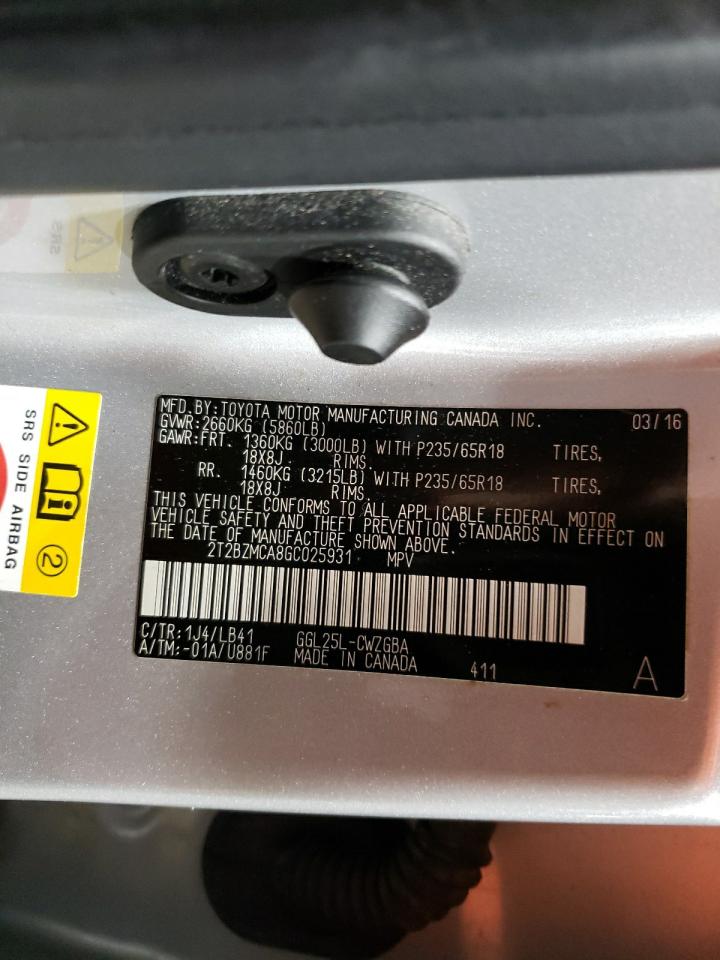 SRS
MFD.BY:TOYOTA MOTOR MANUFACTURING CANADA INC. 03/16
GVWR:2660KG (5860LB)
GAWR:FRT. 1360KG (3000LB) WITH P235/65R18 TIRES,
18X8J RIMS.
RR. 1460KG (3215LB) WITH P235/65R18 TIRES,
18X8J RIMS.
THIS VEHICLE CONFORMS TO ALL APPLICABLE FEDERAL MOTOR
VEHICLE SAFETY AND THEFT PREVENTION STANDARDS IN EFFECT ON
THE DATE OF MANUFACTURE SHOWN ABOVE.
2T2BZMCA8GC025931 MPV
C/TR:1J4/LB41 GGL25L-CWZGBA
A/TM:-01A/U881F MADE IN CANADA 411 A
SRS SIDE AIRBAG
2